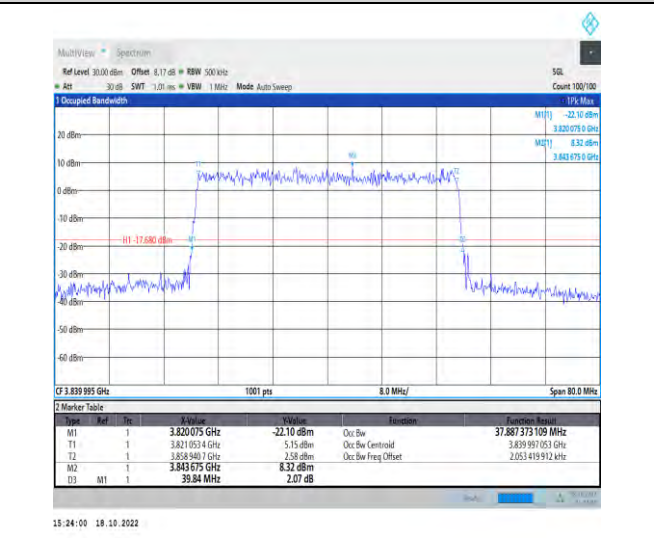 MultiView Spectrum
Ref Level 30.00 dBm Offset 8.17 dB RBW 500 kHz SGL
Att 30 dB SWT 1.01 ms VBW 1 MHz Mode Auto Sweep Count 100/100
1 Occupied Bandwidth 1Pk Max
M1[1] -22.10 dBm
3.820 075 0 GHz
M2[1] 8.32 dBm
3.843 675 0 GHz
20 dBm
10 dBm
0 dBm
-10 dBm
-20 dBm
-30 dBm
-40 dBm
-50 dBm
-60 dBm
T1
M2
T2
H1 -17.680 dBm
M1
D3
CF 3.839 995 GHz 1001 pts 8.0 MHz/ Span 80.0 MHz
2 Marker Table
Type Ref Trc X-Value Y-Value Function Function Result
M1 1 3.820 075 GHz -22.10 dBm Occ Bw 37.887 373 109 MHz
T1 1 3.821 053 4 GHz 5.15 dBm Occ Bw Centroid 3.839 997 053 GHz
T2 1 3.858 940 7 GHz 2.58 dBm Occ Bw Freq Offset 2.053 419 912 kHz
M2 1 3.843 675 GHz 8.32 dBm
D3 M1 1 39.84 MHz 2.07 dB
15:24:00 18.10.2022